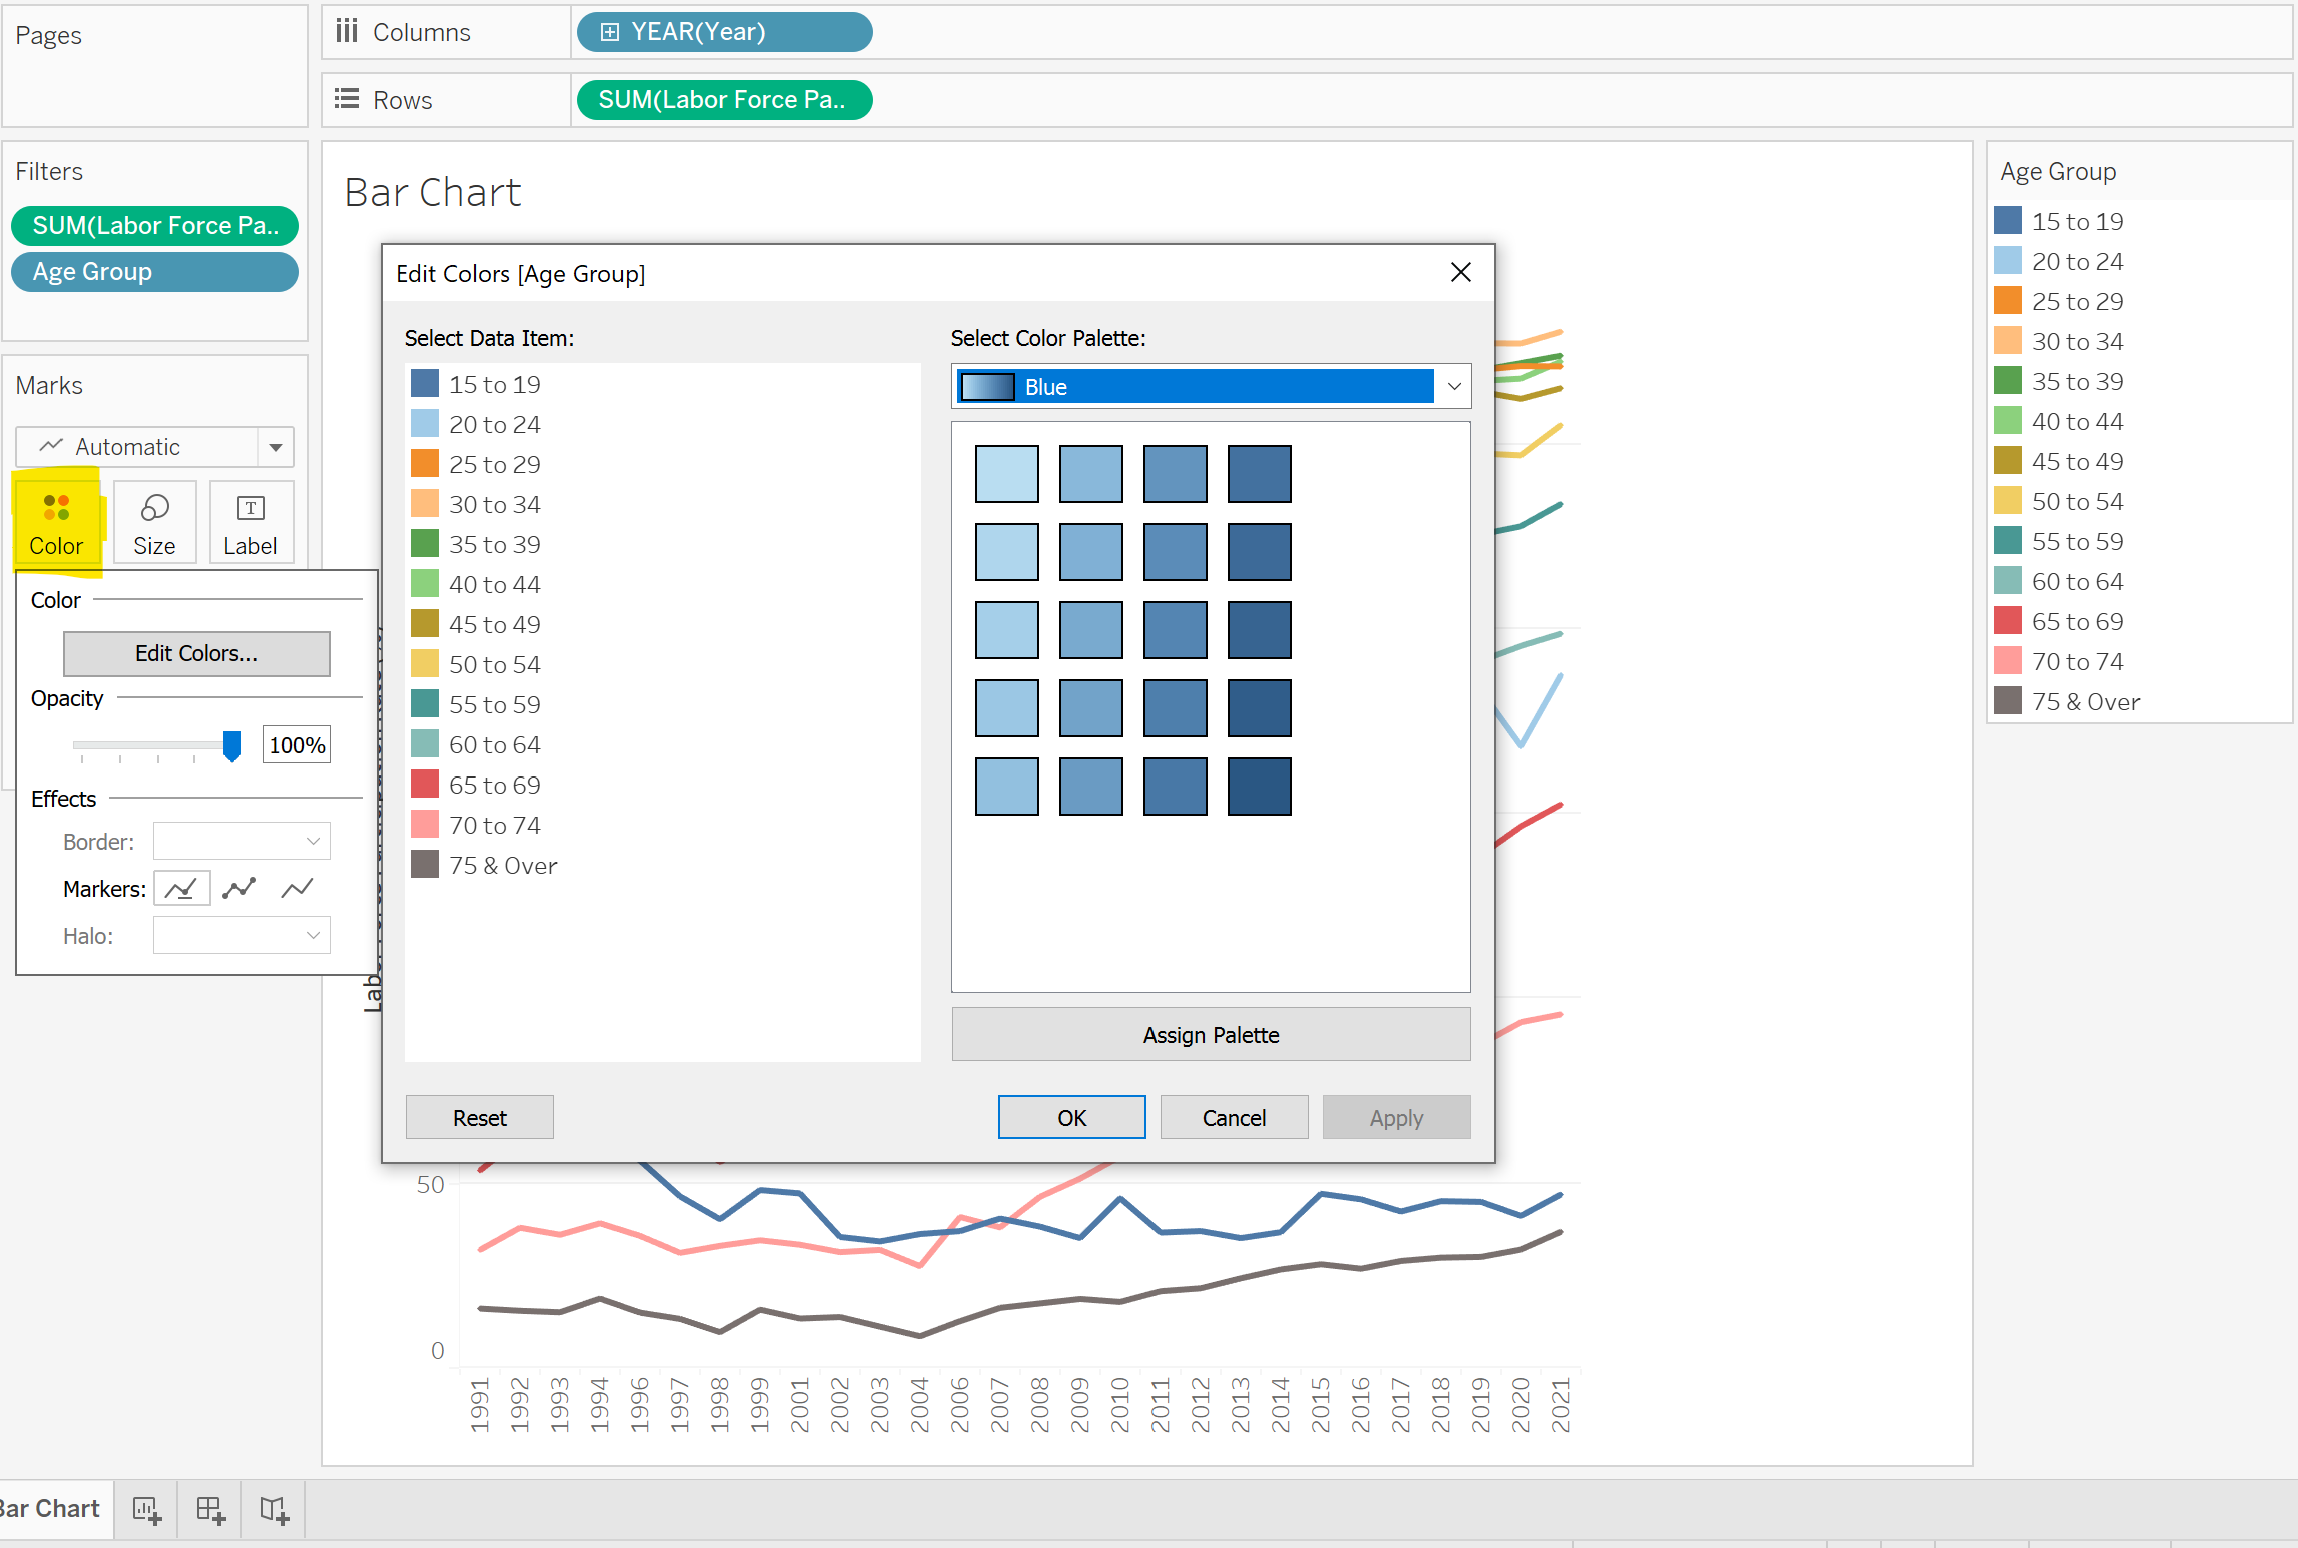 Pages
Columns
YEAR(Year)
Rows
SUM(Labor Force Pa..
Filters
SUM(Labor Force Pa..
Age Group
Marks
Automatic
Color
Size
T
Label
Color
Edit Colors...
Opacity
100%
Effects
Border:
Markers:
Halo:
Bar Chart
Edit Colors [Age Group]
Select Data Item:
15 to 19
20 to 24
25 to 29
30 to 34
35 to 39
40 to 44
45 to 49
50 to 54
55 to 59
60 to 64
65 to 69
70 to 74
75 & Over
Select Color Palette:
Blue
Assign Palette
Reset
OK
Cancel
Apply
Age Group
15 to 19
20 to 24
25 to 29
30 to 34
35 to 39
40 to 44
45 to 49
50 to 54
55 to 59
60 to 64
65 to 69
70 to 74
75 & Over
50
0
1991
1992
1993
1994
1996
1997
1998
1999
2001
2002
2003
2004
2006
2007
2008
2009
2010
2011
2012
2013
2014
2015
2016
2017
2018
2019
2020
2021
Bar Chart